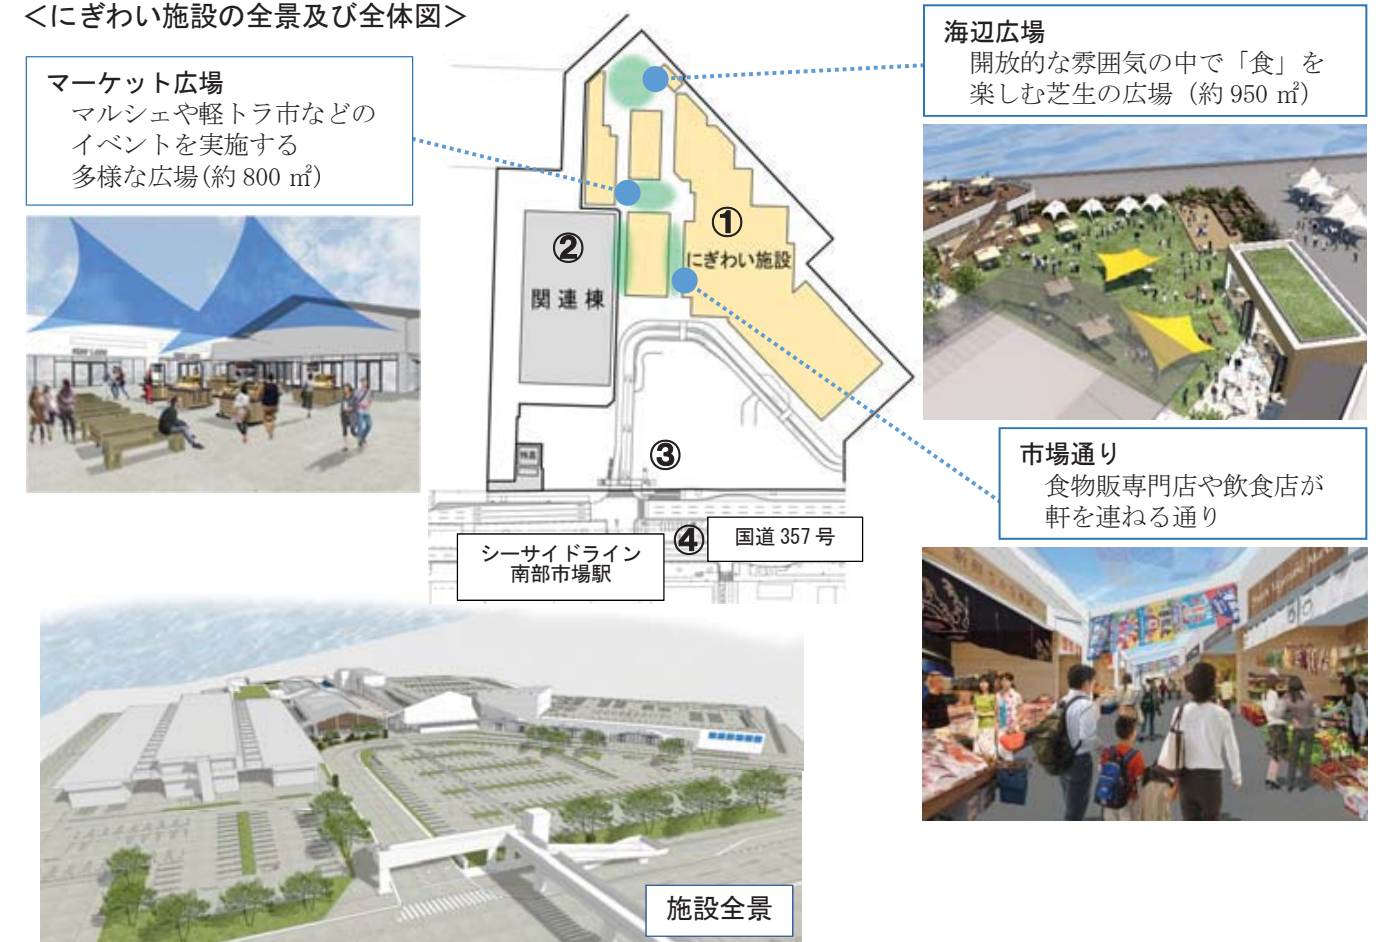 ＜にぎわい施設の全景及び全体図＞
マーケット広場
マルシェや軽トラ市などの
イベントを実施する
多様な広場(約 800 ㎡)
海辺広場
開放的な雰囲気の中で「食」を
楽しむ芝生の広場（約 950 ㎡）
①
にぎわい施設
②
関連棟
③
④
国道 357 号
シーサイドライン
南部市場駅
市場通り
食物販専門店や飲食店が
軒を連ねる通り
施設全景